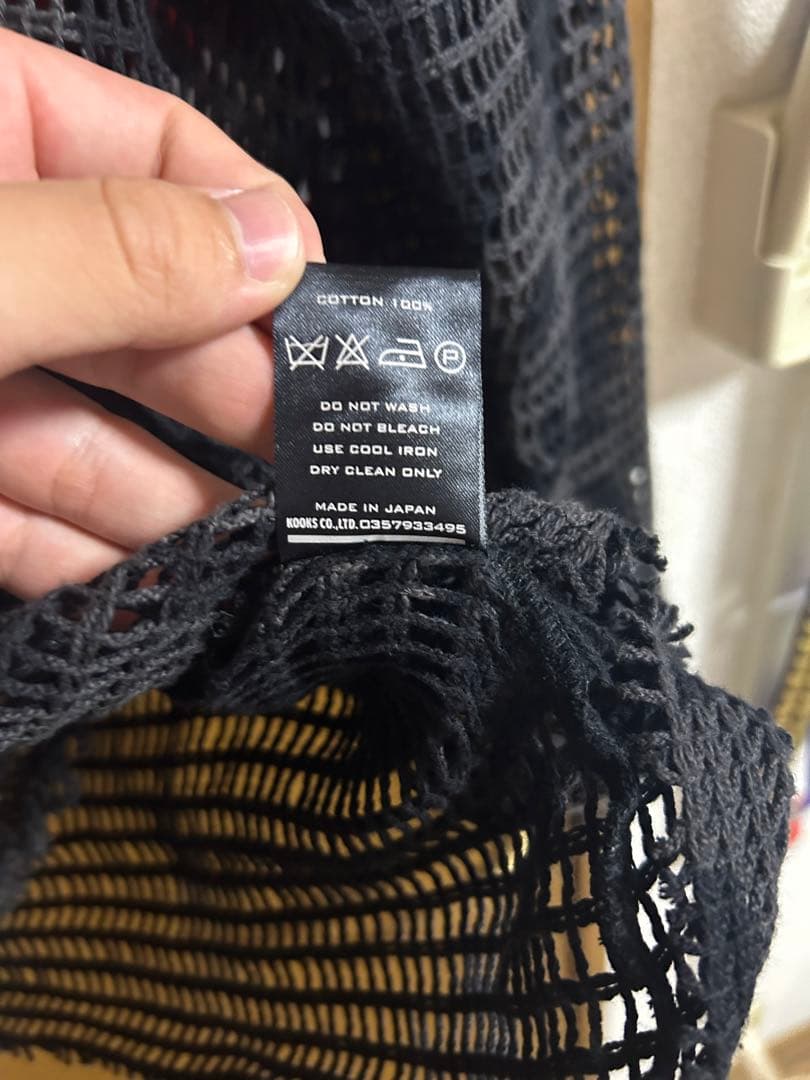 COTTON 100%
P
DO NOT WASH
DO NOT BLEACH
USE COOL IRON
DRY CLEAN ONLY
MADE IN JAPAN
KOOKS CO.,LTD.0357933495